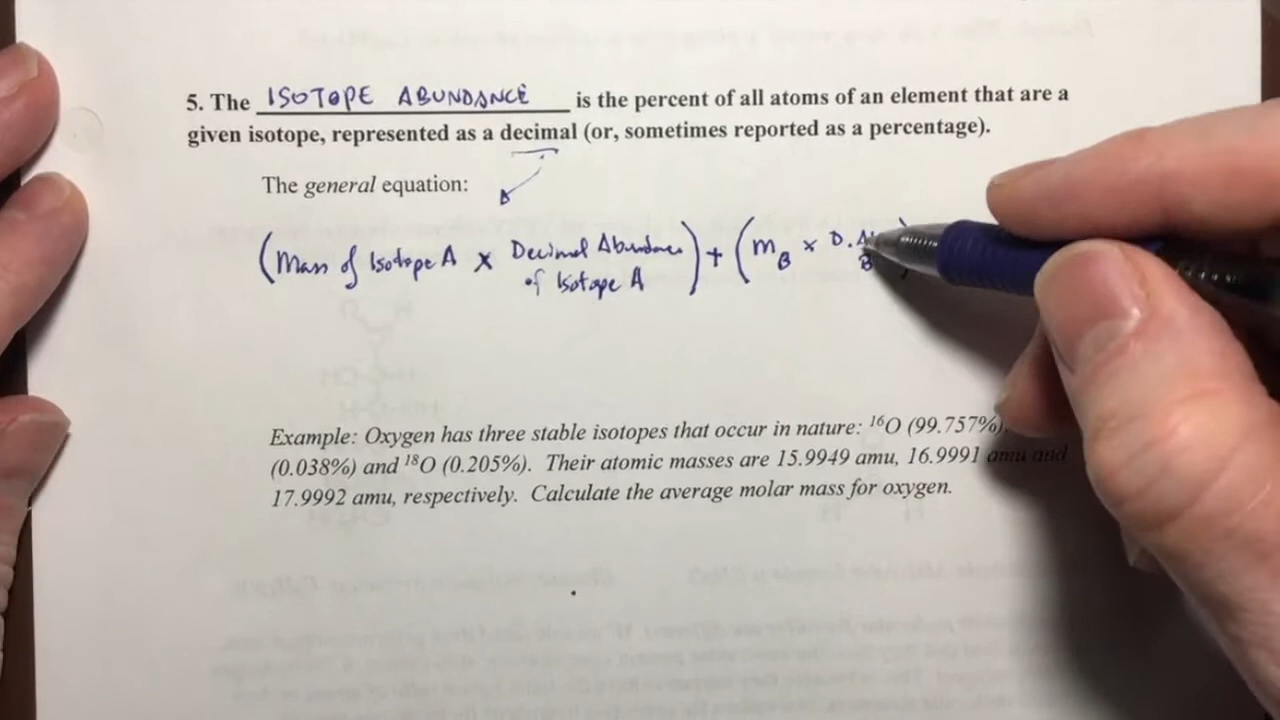 5. The ISOTOPE ABUNDANCE is the percent of all atoms of an element that are a
given isotope, represented as a decimal (or, sometimes reported as a percentage).
The general equation:
(Mass of Isotope A x Decimal Abundance of Isotope A) + (mB x D.A B)
Example: Oxygen has three stable isotopes that occur in nature: ¹⁶O (99.757%),
(0.038%) and ¹⁸O (0.205%). Their atomic masses are 15.9949 amu, 16.9991 amu and
17.9992 amu, respectively. Calculate the average molar mass for oxygen.